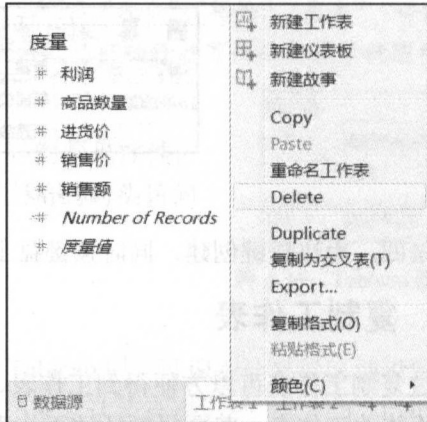 度量
# 利润
# 商品数量
# 进货价
# 销售价
# 销售额
# Number of Records
# 度量值
新建工作表
新建仪表板
新建故事
Copy
Paste
重命名工作表
Delete
Duplicate
复制为交叉表(T)
Export...
复制格式(O)
粘贴格式(E)
颜色(C)
数据源
工作表 1
工作表 2